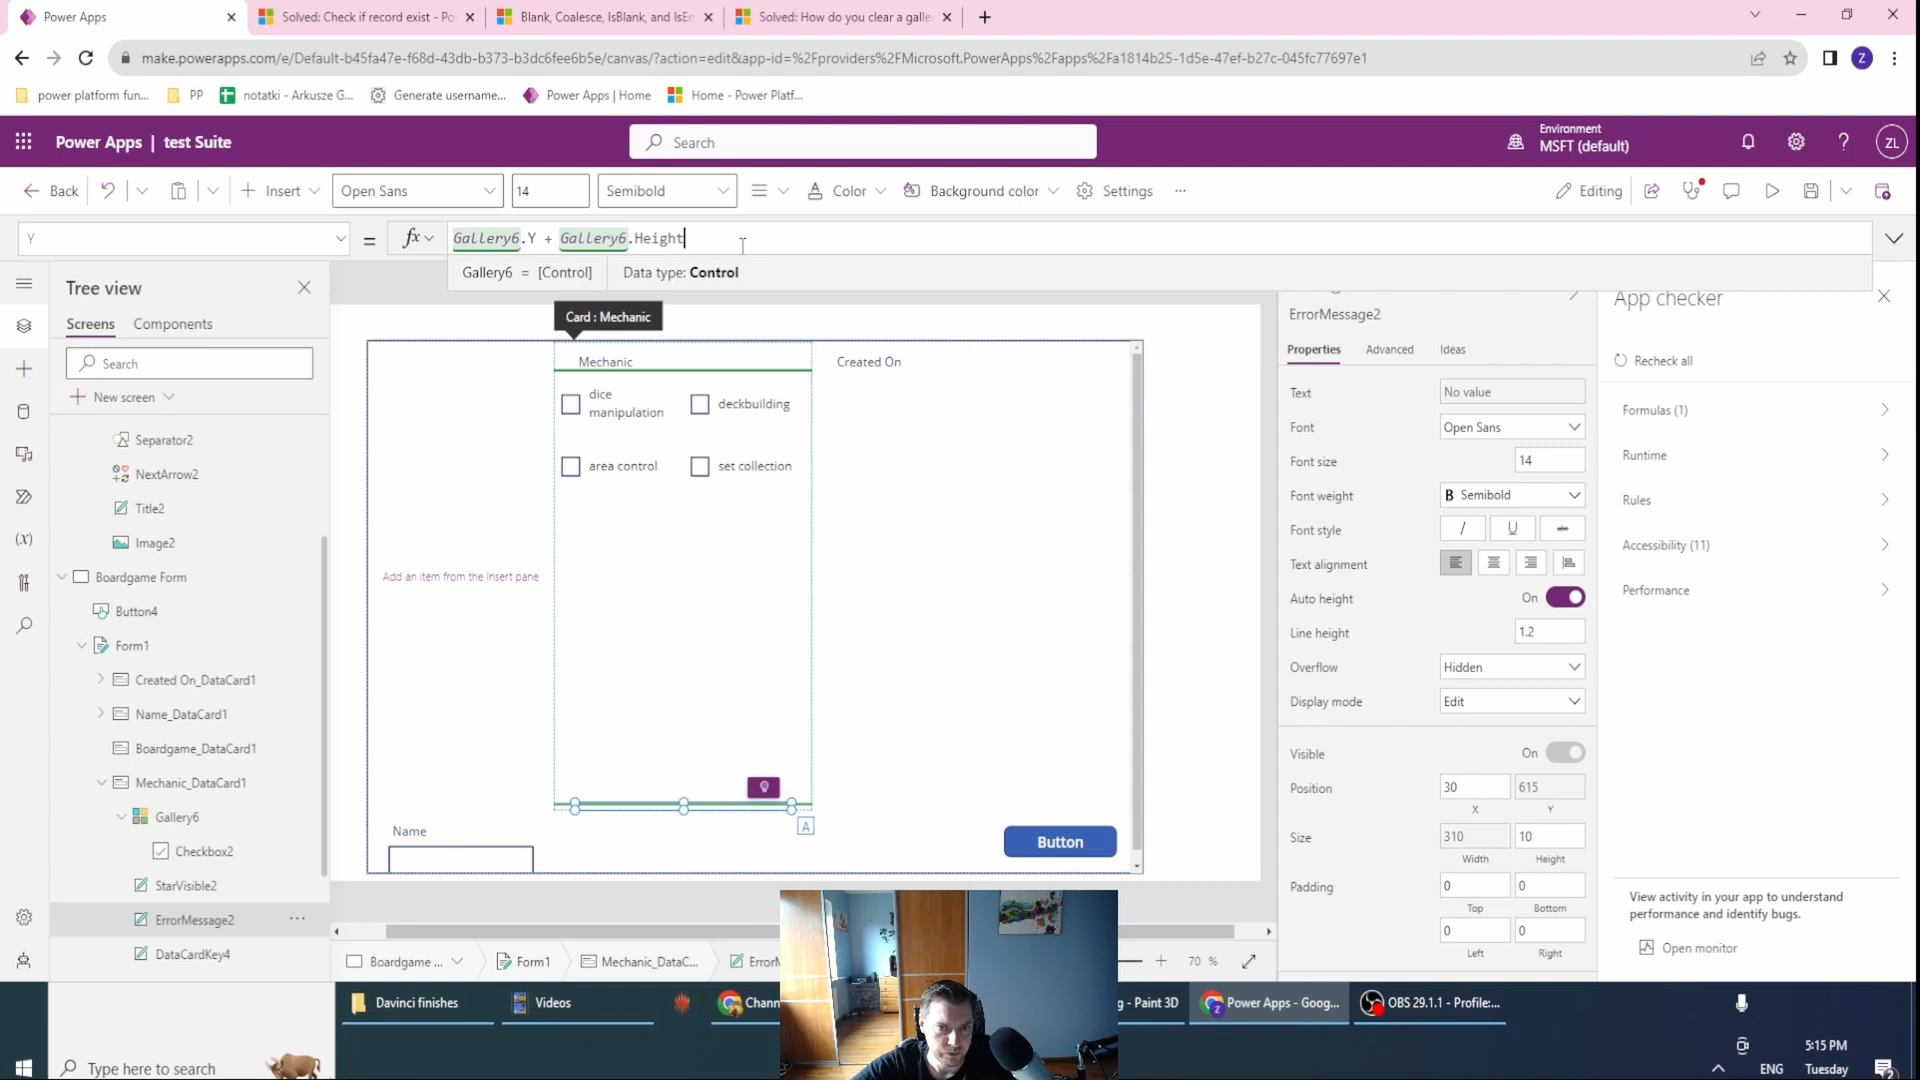 Power Apps
Solved: Check if record exist - Po
Blank, Coalesce, IsBlank, and IsEn
Solved: How do you clear a galle
make.powerapps.com/e/Default-b45fa47e-f68d-43db-b373-b3dc6fee6b5e/canvas/?action=edit&app-id=%2Fproviders%2FMicrosoft.PowerApps%2Fapps%2Fa1814b25-1d5e-47ef-b27c-045fc77697e1
Z
power platform fun...
PP
notatki - Arkusze G...
Generate username...
Power Apps | Home
Home - Power Platf...
Power Apps | test Suite
Search
Environment
MSFT (default)
ZL
Back
Insert
Open Sans
14
Semibold
Color
Background color
Settings
...
Editing
Y
=
fx
Gallery6.Y + Gallery6.Height
Gallery6 = [Control]
Data type: Control
Tree view
Screens
Components
Search
New screen
Separator2
NextArrow2
Title2
Image2
Boardgame Form
Button4
Form1
Created On_DataCard1
Name_DataCard1
Boardgame_DataCard1
Mechanic_DataCard1
Gallery6
Checkbox2
StarVisible2
ErrorMessage2
...
DataCardKey4
Card : Mechanic
Mechanic
Created On
dice
manipulation
deckbuilding
area control
set collection
Add an item from the Insert pane
A
Name
Button
Boardgame ...
Form1
Mechanic_DataC...
ErrorM
70 %
ErrorMessage2
Properties
Advanced
Ideas
Text
No value
Font
Open Sans
Font size
14
Font weight
B Semibold
Font style
/ U abc
Text alignment
Auto height
On
Line height
1.2
Overflow
Hidden
Display mode
Edit
Visible
On
Position
30
615
X
Y
Size
310
10
Width
Height
Padding
0
0
Top
Bottom
0
0
Left
Right
App checker
Recheck all
Formulas (1)
Runtime
Rules
Accessibility (11)
Performance
View activity in your app to understand
performance and identify bugs.
Open monitor
Davinci finishes
Videos
Chann
g - Paint 3D
Power Apps - Goog...
OBS 29.1.1 - Profile:...
Type here to search
ENG
5:15 PM
Tuesday
2